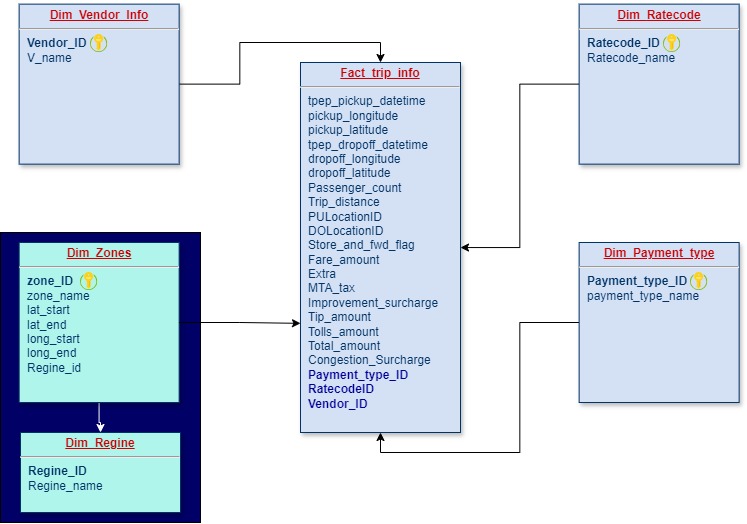 Dim_Vendor_Info
Vendor_ID
V_name
Fact_trip_info
tpep_pickup_datetime
pickup_longitude
pickup_latitude
tpep_dropoff_datetime
dropoff_longitude
dropoff_latitude
Passenger_count
Trip_distance
PULocationID
DOLocationID
Store_and_fwd_flag
Fare_amount
Extra
MTA_tax
Improvement_surcharge
Tip_amount
Tolls_amount
Total_amount
Congestion_Surcharge
Payment_type_ID
RatecodeID
Vendor_ID
Dim_Ratecode
Ratecode_ID
Ratecode_name
Dim_Zones
zone_ID
zone_name
lat_start
lat_end
long_start
long_end
Regine_id
Dim_Regine
Regine_ID
Regine_name
Dim_Payment_type
Payment_type_ID
payment_type_name